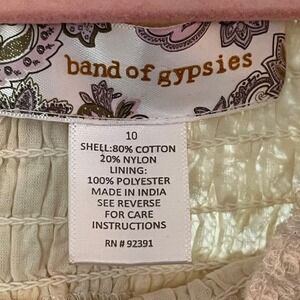 band of gypsies
10
SHELL:80% COTTON
20% NYLON
LINING:
100% POLYESTER
MADE IN INDIA
SEE REVERSE
FOR CARE
INSTRUCTIONS
RN # 92391